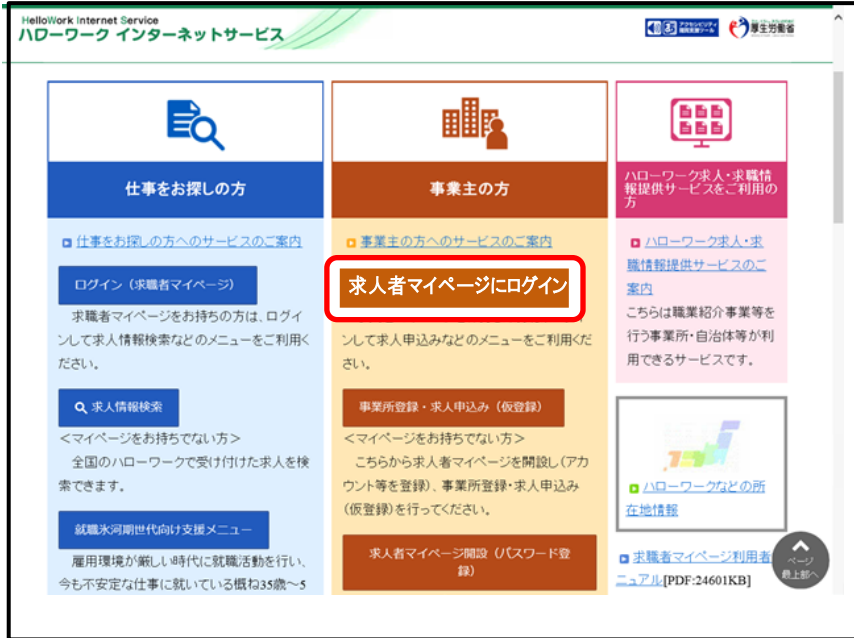 HelloWork Internet Service
ハローワーク インターネットサービス
厚生労働省
仕事をお探しの方
仕事をお探しの方へのサービスのご案内
ログイン（求職者マイページ）
求職者マイページをお持ちの方は、ログイ
ンして求人情報検索などのメニューをご利用く
ださい。
求人情報検索
＜マイページをお持ちでない方＞
全国のハローワークで受け付けた求人を検
索できます。
就職氷河期世代向け支援メニュー
雇用環境が厳しい時代に就職活動を行い、
今も不安定な仕事に就いている概ね35歳～5
事業主の方
事業主の方へのサービスのご案内
求人者マイページにログイン
ンして求人申込みなどのメニューをご利用くだ
さい。
事業所登録・求人申込み（仮登録）
＜マイページをお持ちでない方＞
こちらから求人者マイページを開設し（アカ
ウント等を登録）、事業所登録・求人申込み
（仮登録）を行ってください。
求人者マイページ開設（パスワード登
録）
ハローワーク求人・求職情
報提供サービスをご利用の
方
ハローワーク求人・求
職情報提供サービスのご
案内
こちらは職業紹介事業等を
行う事業所・自治体等が利
用できるサービスです。
ハローワークなどの所
在地情報
求職者マイページ利用者
ニュアル[PDF:24601KB]
ページ
最上部へ